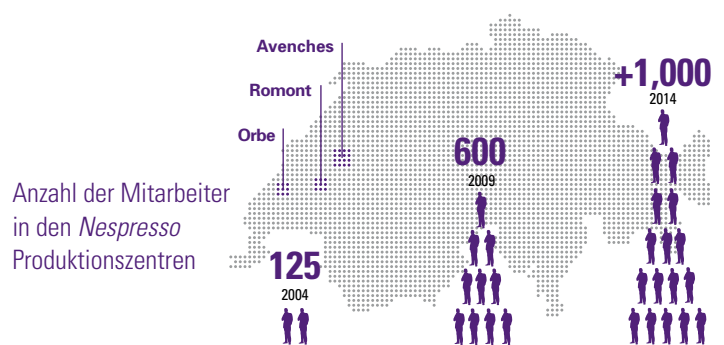 Avenches
Romont
Orbe
Anzahl der Mitarbeiter
in den Nespresso
Produktionszentren
125
2004
600
2009
+1,000
2014